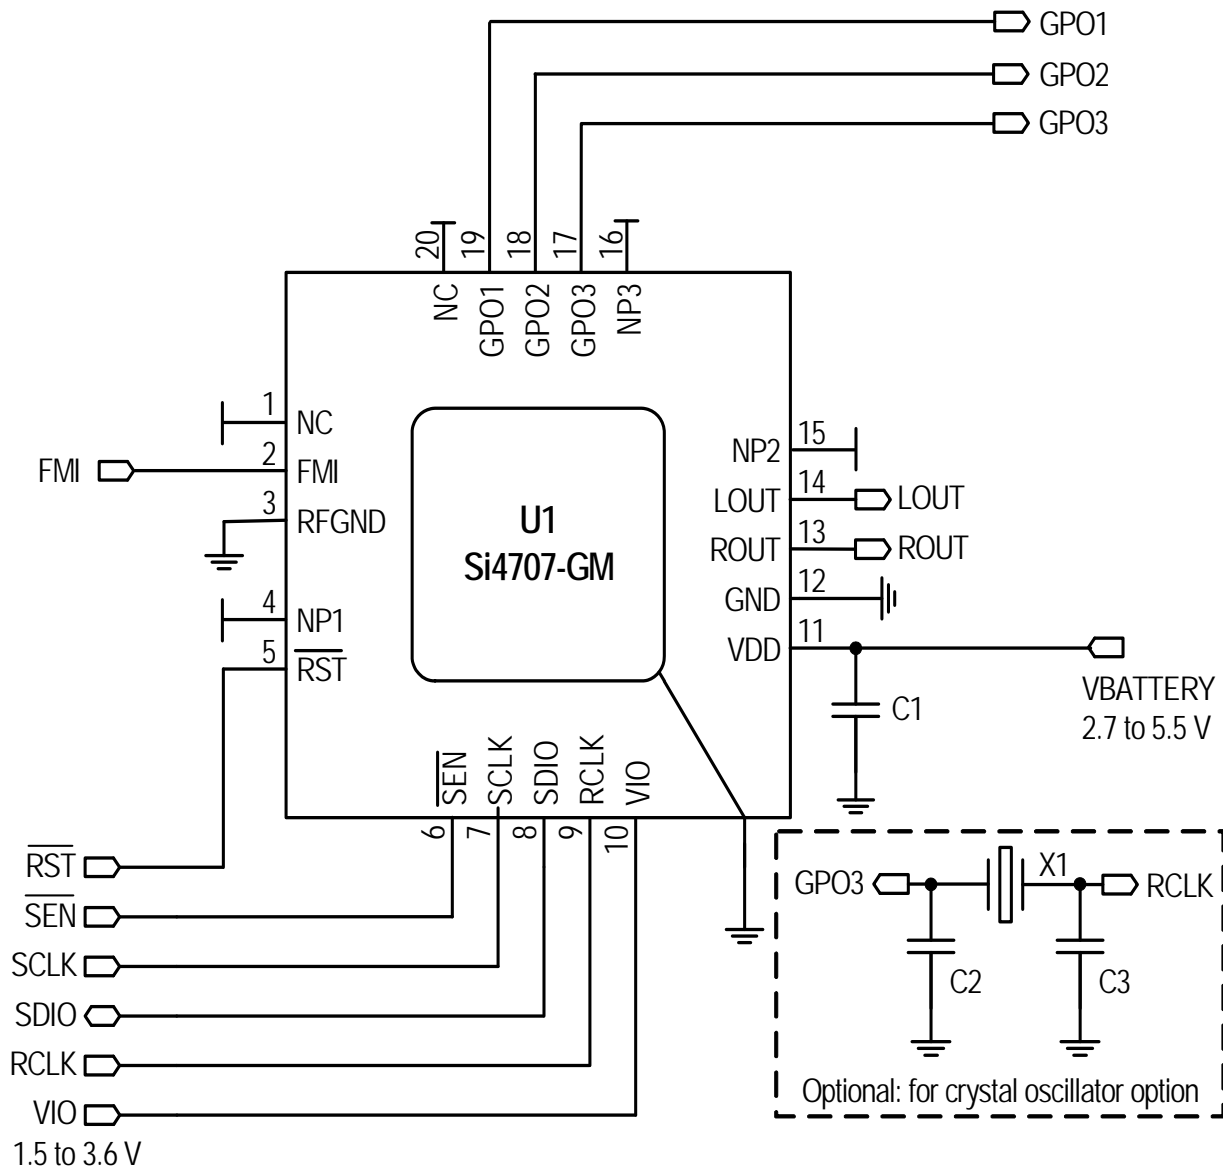 GPO1
GPO2
GPO3
20
19
18
17
16
NC
GPO1
GPO2
GPO3
NP3
1
NC
FMI
2
FMI
3
RFGND
4
NP1
5
RST
U1
Si4707-GM
NP2
15
LOUT
14
LOUT
ROUT
13
ROUT
GND
12
VDD
11
VBATTERY
2.7 to 5.5 V
C1
SEN
SCLK
SDIO
RCLK
VIO
6
7
8
9
10
RST
SEN
SCLK
SDIO
RCLK
VIO
1.5 to 3.6 V
GPO3
X1
RCLK
C2
C3
Optional: for crystal oscillator option